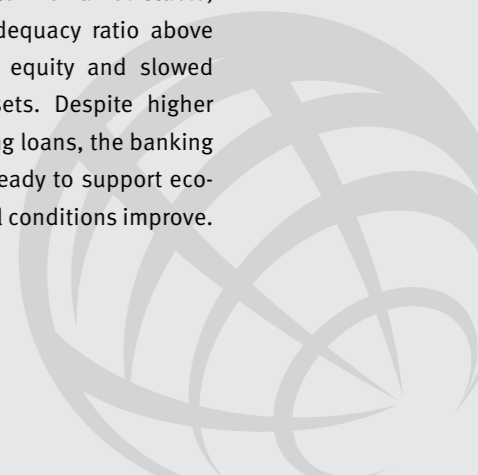 dequacy ratio above
equity and slowed
sets. Despite higher
g loans, the banking
eady to support eco-
l conditions improve.